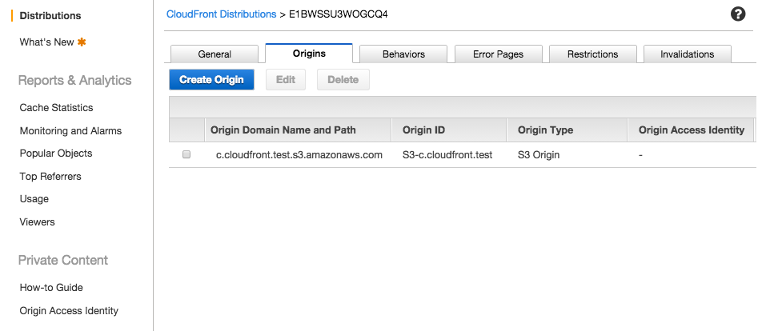 Distributions
What's New
Reports & Analytics
Cache Statistics
Monitoring and Alarms
Popular Objects
Top Referrers
Usage
Viewers
Private Content
How-to Guide
Origin Access Identity
CloudFront Distributions > E1BWSSU3WOGCQ4
?
General Origins Behaviors Error Pages Restrictions Invalidations
Create Origin Edit Delete
Origin Domain Name and Path Origin ID Origin Type Origin Access Identity
c.cloudfront.test.s3.amazonaws.com S3-c.cloudfront.test S3 Origin -